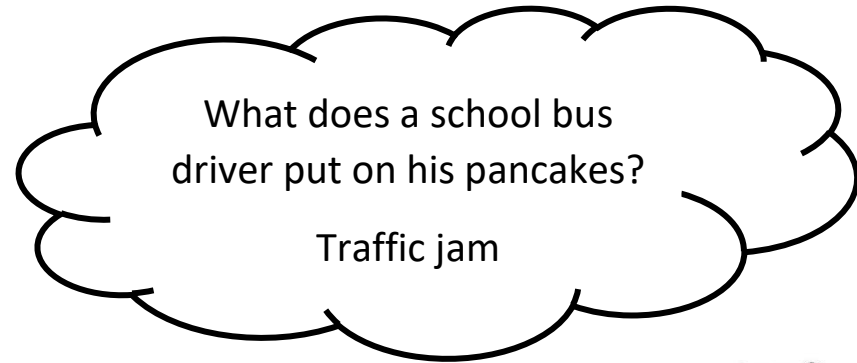 What does a school bus
driver put on his pancakes?
Traffic jam